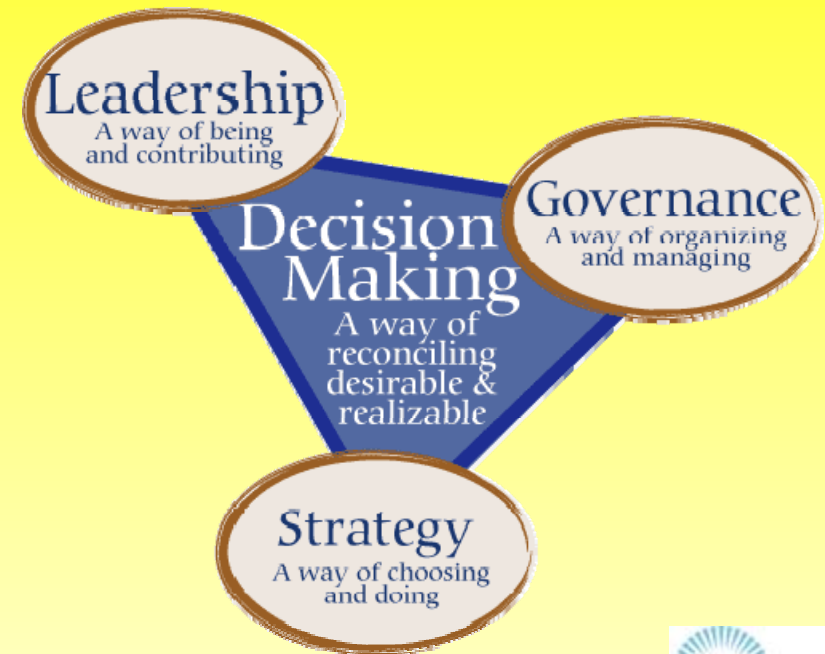 Leadership
A way of being
and contributing
Governance
A way of organizing
and managing
Decision
Making
A way of
reconciling
desirable &
realizable
Strategy
A way of choosing
and doing